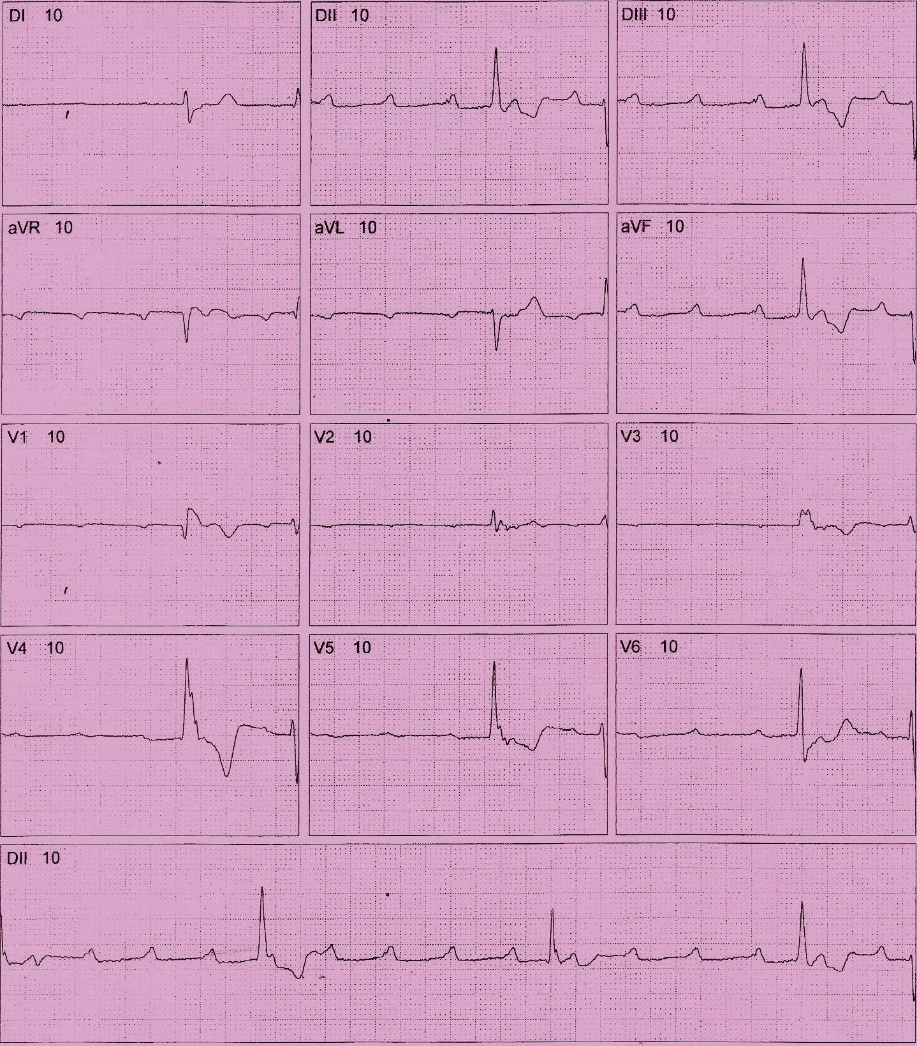 DI 10
DII 10
DIII 10
aVR 10
aVL 10
aVF 10
V1 10
V2 10
V3 10
V4 10
V5 10
V6 10
DII 10